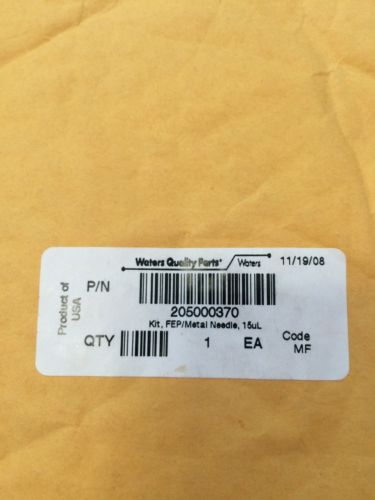 Waters Quality Parts® Waters 11/19/08
Product of
USA
P/N
205000370
Kit, FEP/Metal Needle, 15uL
QTY 1 EA
Code
MF